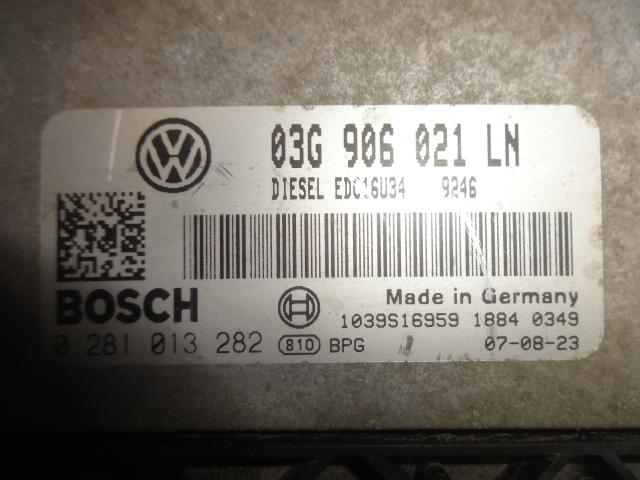 03G 906 021 LN
DIESEL EDC16U34 9246
BOSCH
Made in Germany
1039S16959 1884 0349
0 281 013 282 810 BPG 07-08-23